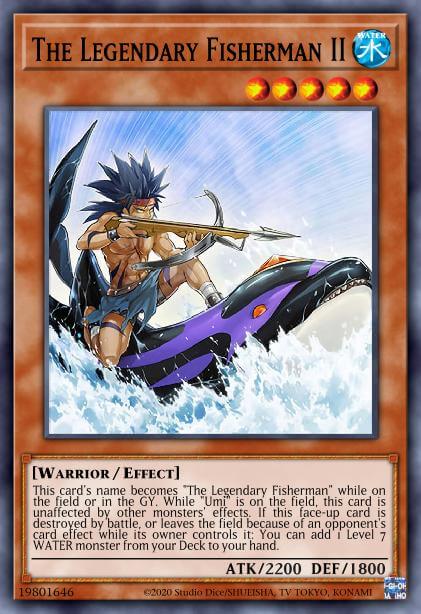 THE LEGENDARY FISHERMAN II
WATER
水
[WARRIOR / EFFECT]
This card's name becomes "The Legendary Fisherman" while on
the field or in the GY. While "Umi" is on the field, this card is
unaffected by other monsters' effects. If this face-up card is
destroyed by battle, or leaves the field because of an opponent's
card effect while its owner controls it: You can add 1 Level 7
WATER monster from your Deck to your hand.
ATK/2200 DEF/1800
19801646
©2020 Studio Dice/SHUEISHA, TV TOKYO, KONAMI